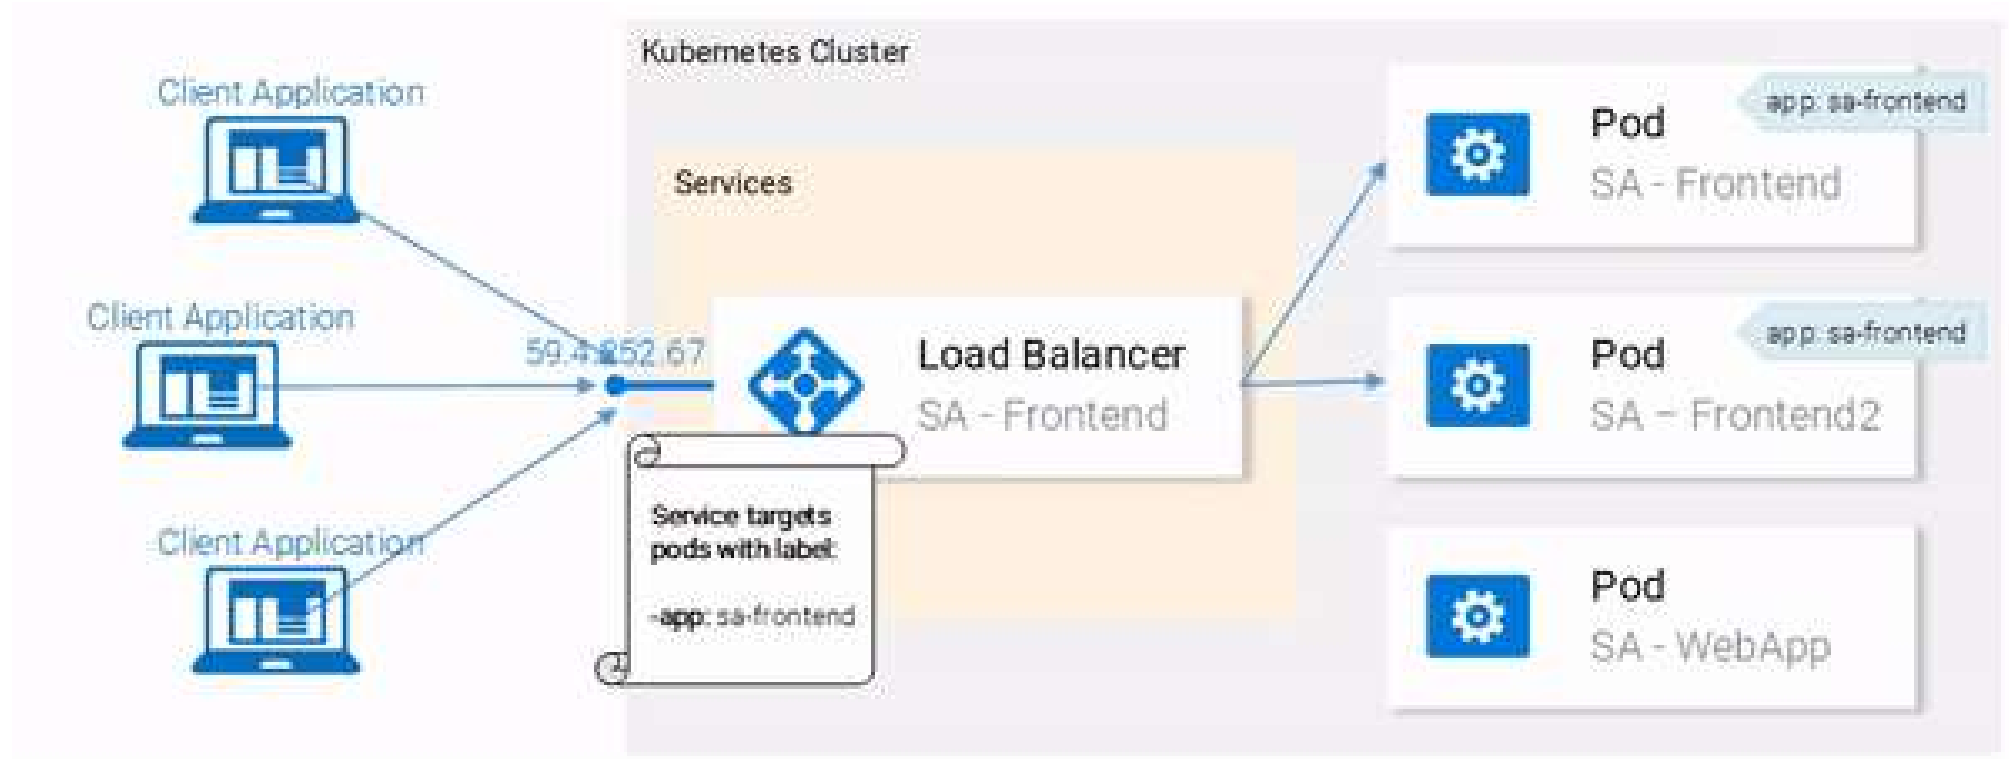 Kubernetes Cluster
Client Application
Services
Client Application
Client Application
Load Balancer
SA - Frontend
Service targets
pods with label:
-app: sa-frontend
app: sa-frontend
Pod
SA - Frontend
app: sa-frontend
Pod
SA – Frontend2
Pod
SA - WebApp